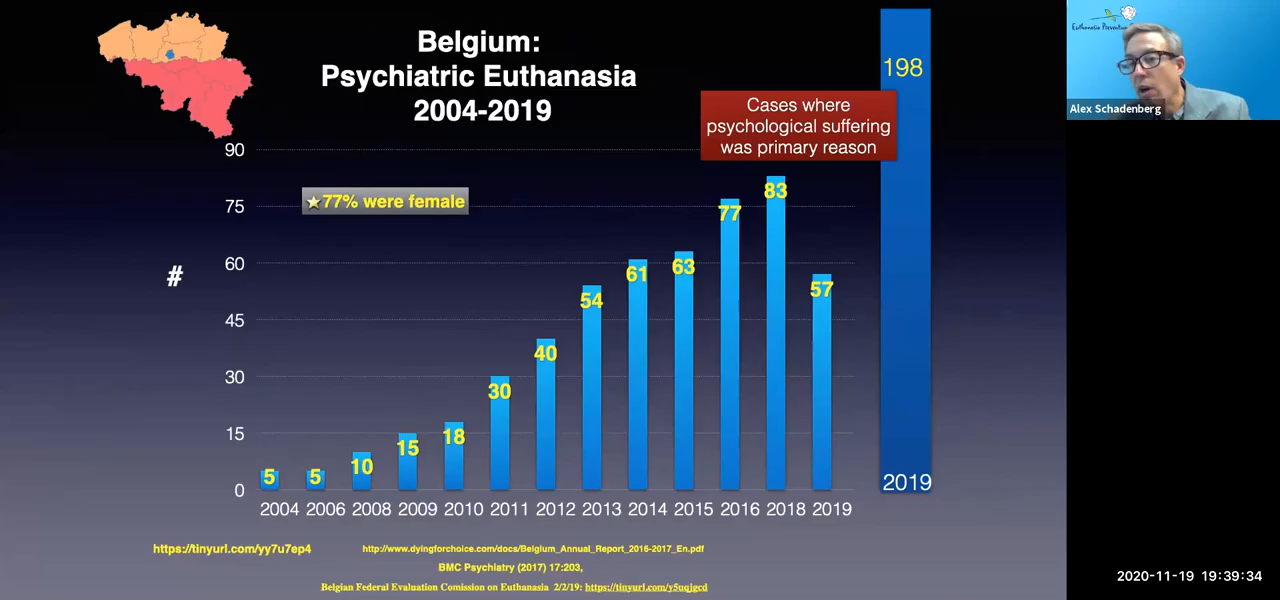 Belgium:
Psychiatric Euthanasia
2004-2019
198
Cases where
psychological suffering
was primary reason
★77% were female
#
90
75
60
45
30
15
0
5
5
10
15
18
30
40
54
61
63
77
83
57
2004 2006 2008 2009 2010 2011 2012 2013 2014 2015 2016 2018 2019
2019
https://tinyurl.com/yy7u7ep4
http://www.dyingforchoice.com/docs/Belgium_Annual_Report_2016-2017_En.pdf
BMC Psychiatry (2017) 17:203,
Belgian Federal Evaluation Comission on Euthanasia 2/2/19: https://tinyurl.com/y5uqjgcd
Euthanasia
Alex Schadenberg
2020-11-19 19:39:34